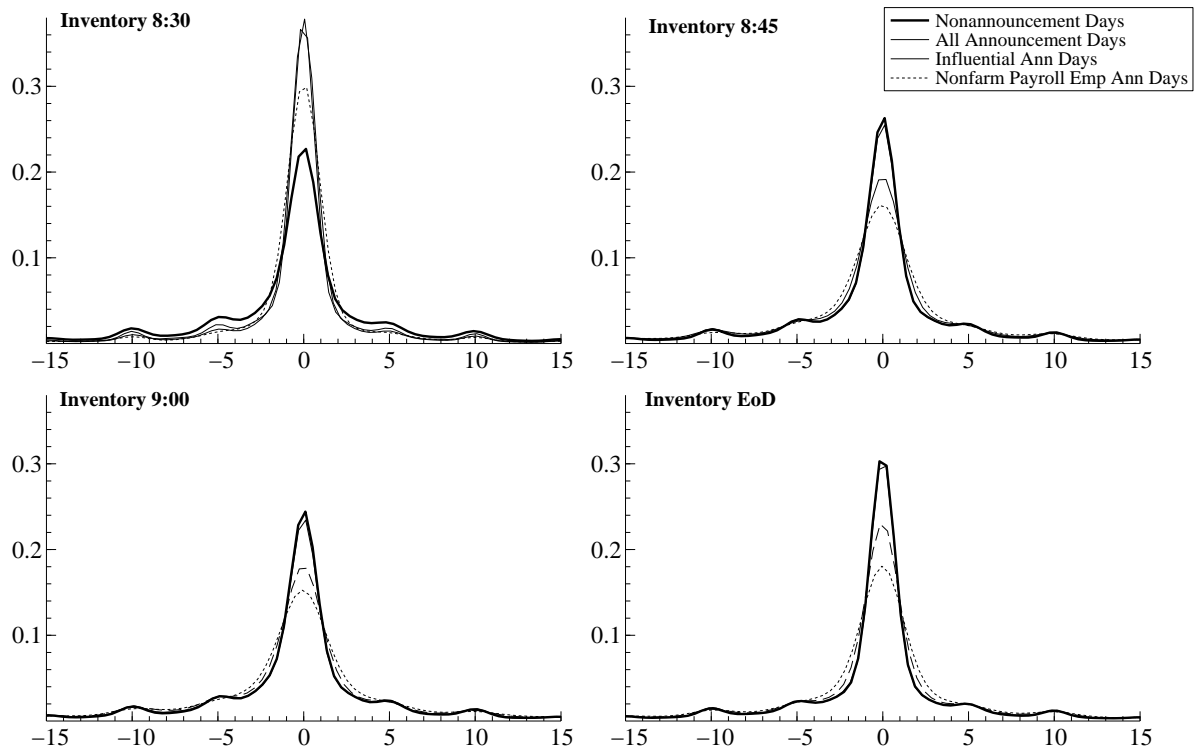 Inventory 8:30
0.3
0.2
0.1
−15 −10 −5 0 5 10 15
Inventory 8:45
Nonannouncement Days
All Announcement Days
Influential Ann Days
Nonfarm Payroll Emp Ann Days
0.3
0.2
0.1
−15 −10 −5 0 5 10 15
Inventory 9:00
0.3
0.2
0.1
−15 −10 −5 0 5 10 15
Inventory EoD
0.3
0.2
0.1
−15 −10 −5 0 5 10 15